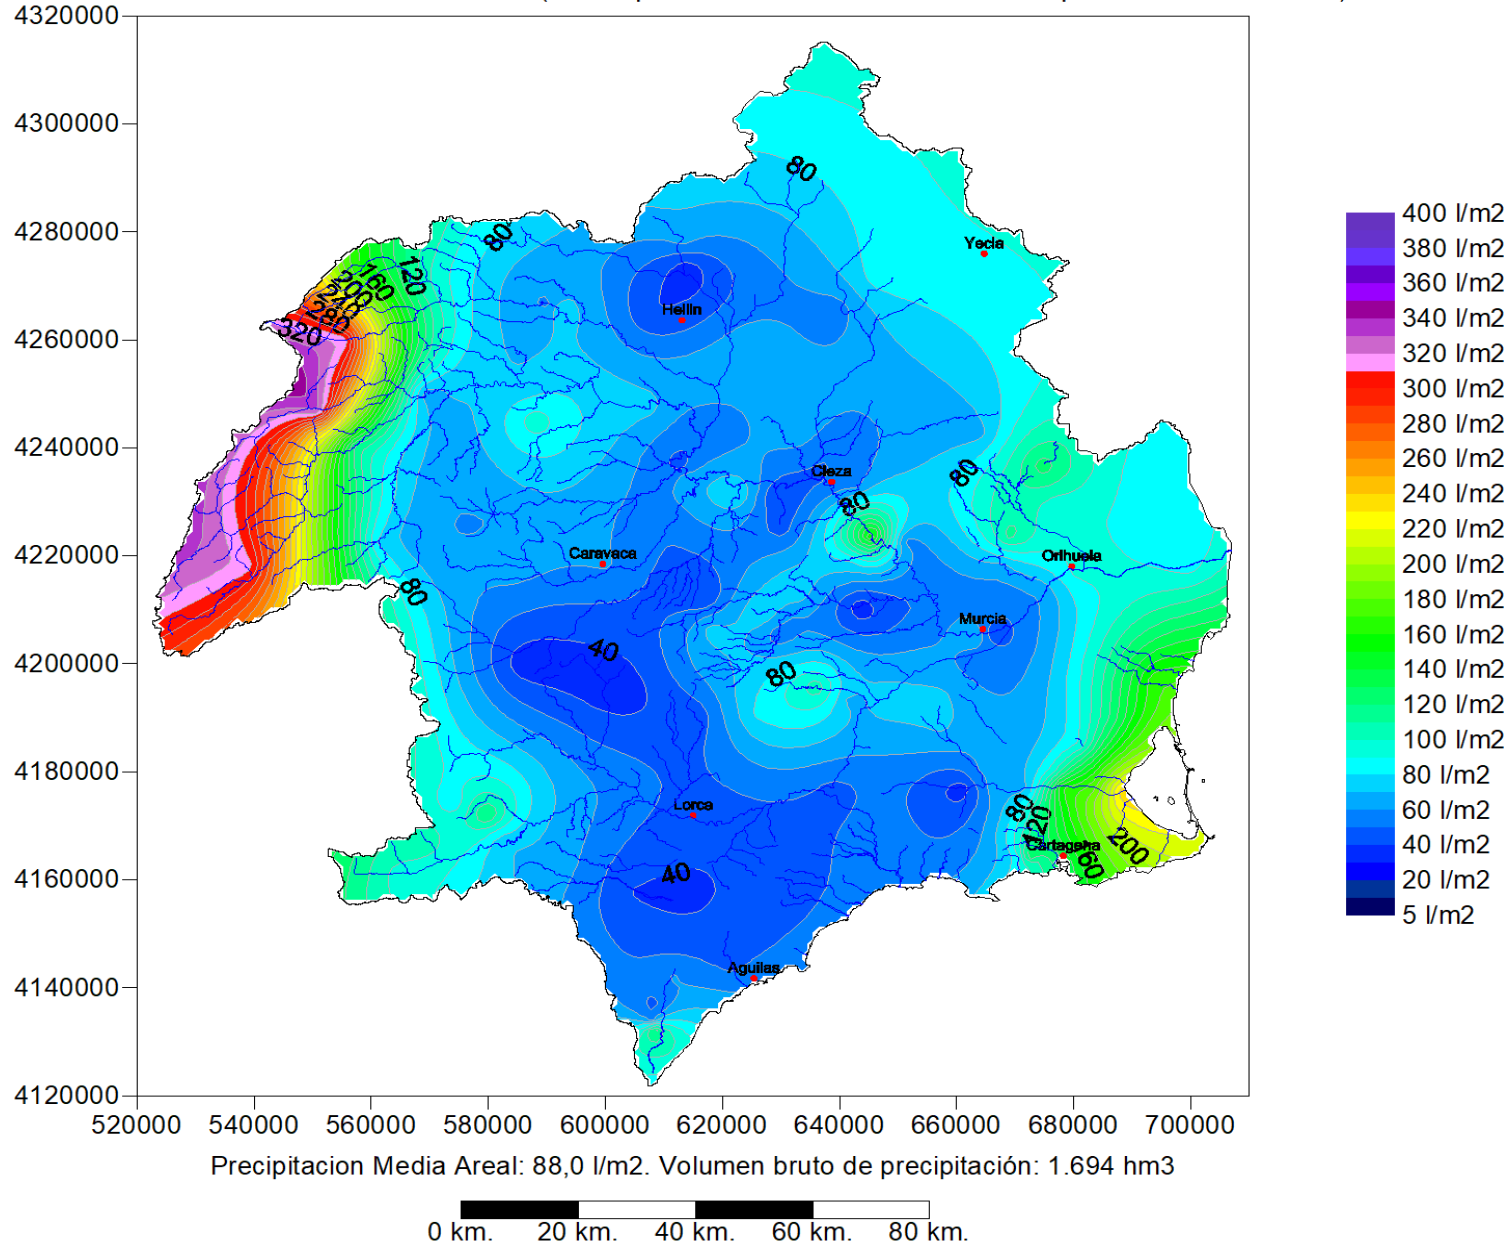 4320000
4300000
4280000
4260000
4240000
4220000
4200000
4180000
4160000
4140000
4120000
520000 540000 560000 580000 600000 620000 640000 660000 680000 700000
80
Yecla
80
120
160
200
240
280
320
Hellin
Cieza
80
80
Caravaca
Orihuela
80
Murcia
40
80
Lorca
80
120
Cartagena
160
200
40
Aguilas
400 l/m2
380 l/m2
360 l/m2
340 l/m2
320 l/m2
300 l/m2
280 l/m2
260 l/m2
240 l/m2
220 l/m2
200 l/m2
180 l/m2
160 l/m2
140 l/m2
120 l/m2
100 l/m2
80 l/m2
60 l/m2
40 l/m2
20 l/m2
5 l/m2
Precipitacion Media Areal: 88,0 l/m2. Volumen bruto de precipitación: 1.694 hm3
0 km. 20 km. 40 km. 60 km. 80 km.